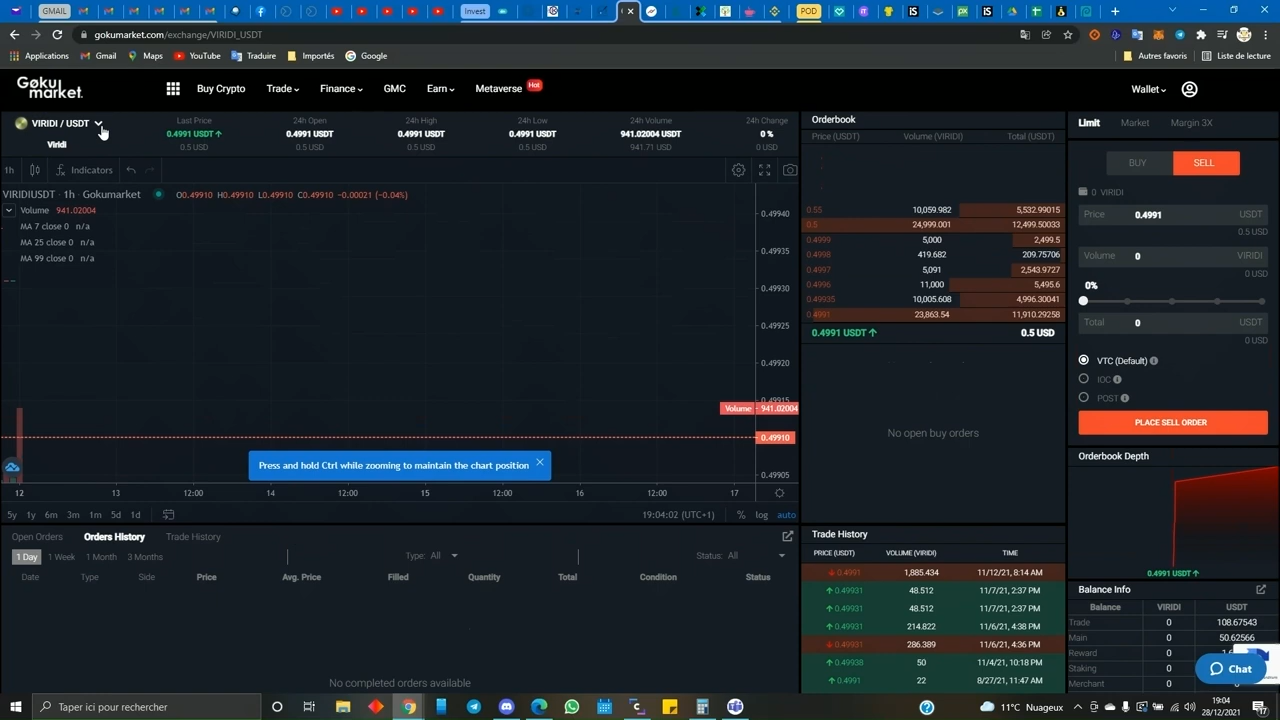 GMAIL
Invest
POD
gokumarket.com/exchange/VIRIDI_USDT
Applications
Gmail
Maps
YouTube
Traduire
Importés
Google
Autres favoris
Liste de lecture
Gøku
market.
Buy Crypto
Trade
Finance
GMC
Earn
Metaverse
Hot
Wallet
VIRIDI / USDT
Viridi
Last Price
0.4991 USDT ↑
0.5 USD
24h Open
0.4991 USDT
0.5 USD
24h High
0.4991 USDT
0.5 USD
24h Low
0.4991 USDT
0.5 USD
24h Volume
941.02004 USDT
941.71 USD
24h Change
0 %
0 USD
1h
Indicators
VIRIDIUSDT · 1h · Gokumarket
O0.49910 H0.49910 L0.49910 C0.49910 −0.00021 (−0.04%)
Volume 941.02004
MA 7 close 0 n/a
MA 25 close 0 n/a
MA 99 close 0 n/a
0.49940
0.49935
0.49930
0.49925
0.49920
0.49915
Volume 941.02004
0.49910
0.49905
Press and hold Ctrl while zooming to maintain the chart position
12 13 12:00 14 12:00 15 12:00 16 12:00 17
5y 1y 6m 3m 1m 5d 1d
19:04:02 (UTC+1) % log auto
Open Orders Orders History Trade History
1 Day 1 Week 1 Month 3 Months
Type: All
Status: All
Date Type Side Price Avg. Price Filled Quantity Total Condition Status
No completed orders available
Orderbook
Price (USDT) Volume (VIRIDI) Total (USDT)
0.55 10,059.982 5,532.99015
0.5 24,999.001 12,499.50033
0.4999 5,000 2,499.5
0.4998 419.682 209.75706
0.4997 5,091 2,543.9727
0.4996 11,000 5,495.6
0.49935 10,005.608 4,996.30041
0.4991 23,863.54 11,910.29258
0.4991 USDT ↑ 0.5 USD
No open buy orders
Trade History
PRICE (USDT) VOLUME (VIRIDI) TIME
↓ 0.4991 1,885.434 11/12/21, 8:14 AM
↑ 0.49931 48.512 11/7/21, 2:37 PM
↑ 0.49931 48.512 11/7/21, 2:37 PM
↑ 0.49931 214.822 11/6/21, 4:38 PM
↓ 0.49931 286.389 11/6/21, 4:36 PM
↑ 0.49938 50 11/4/21, 10:18 PM
↑ 0.4991 22 8/27/21, 11:47 AM
Limit Market Margin 3X
BUY SELL
0 VIRIDI
Price 0.4991 USDT
0.5 USD
Volume 0 VIRIDI
0 USD
0%
Total 0 USDT
0 USD
VTC (Default)
IOC
POST
PLACE SELL ORDER
Orderbook Depth
0.4991 USDT ↑
Balance Info
Balance VIRIDI USDT
Trade 0 108.67543
Main 0 50.62566
Reward 0
Staking 0
Merchant 0
Chat
Taper ici pour rechercher
11°C Nuageux
19:04
28/12/2021